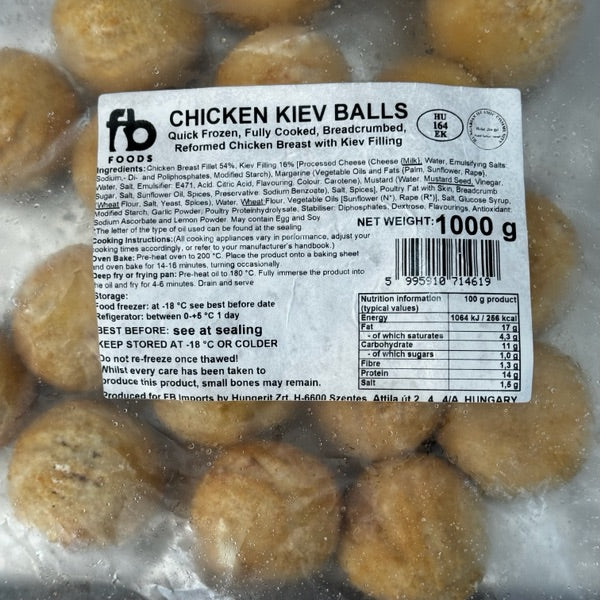 fb
FOODS
CHICKEN KIEV BALLS
Quick Frozen, Fully Cooked, Breadcrumbed,
Reformed Chicken Breast with Kiev Filling
HU
164
EK
Ingredients: Chicken Breast Fillet 54%, Kiev Filling 16% [Processed Cheese (Cheese (Milk), Water, Emulsifying Salts:
Sodium,- Di- and Poliphosphates, Modified Starch), Margarine (Vegetable Oils and Fats (Palm, Sunflower, Rape),
Water, Salt, Emulsifier: E471, Acid: Citric Acid, Flavouring, Colour: Carotene), Mustard (Water, Mustard Seed, Vinegar,
Sugar, Salt, Sunflower Oil, Spices, Preservative: Sodium Benzoate), Salt, Spices], Poultry Fat with Skin, Breadcrumb
(Wheat Flour, Salt, Yeast, Spices), Water, Wheat Flour, Vegetable Oils [Sunflower (N*), Rape (R*)], Salt, Glucose Syrup,
Modified Starch, Garlic Powder, Poultry Proteinhydrolysate, Stabiliser: Diphosphates, Dextrose, Flavourings, Antioxidant:
Sodium Ascorbate and Lemon Powder. May contain Egg and Soy
*The letter of the type of oil used can be found at the sealing
NET WEIGHT: 1000 g
Cooking Instructions: (All cooking appliances vary in performance, adjust your
cooking times accordingly, or refer to your manufacturer's handbook.)
Oven Bake: Pre-heat oven to 200 °C. Place the product onto a baking sheet
and oven bake for 14-16 minutes, turning occasionally.
Deep fry or frying pan: Pre-heat oil to 180 °C. Fully immerse the product into
the oil and fry for 4-6 minutes. Drain and serve
5 995910 714619
Storage:
Food freezer: at -18 °C see best before date
Refigerator: between 0-+5 °C 1 day
BEST BEFORE: see at sealing
KEEP STORED AT -18 °C OR COLDER
Do not re-freeze once thawed!
Whilst every care has been taken to
produce this product, small bones may remain.
Nutrition information 100 g product
(typical values)
Energy 1064 kJ / 256 kcal
Fat 17 g
- of which saturates 4,3 g
Carbohydrate 11 g
- of which sugars 1,0 g
Fibre 1,3 g
Protein 14 g
Salt 1,5 g
Produced for FB Imports by Hungerit Zrt. H-6600 Szentes, Attila út 2. 4. 4/A. HUNGARY